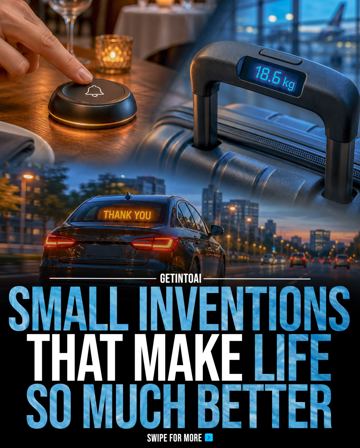 18.6 kg
THANK YOU
GETINTOAI
SMALL INVENTIONS
THAT MAKE LIFE
SO MUCH BETTER
SWIPE FOR MORE